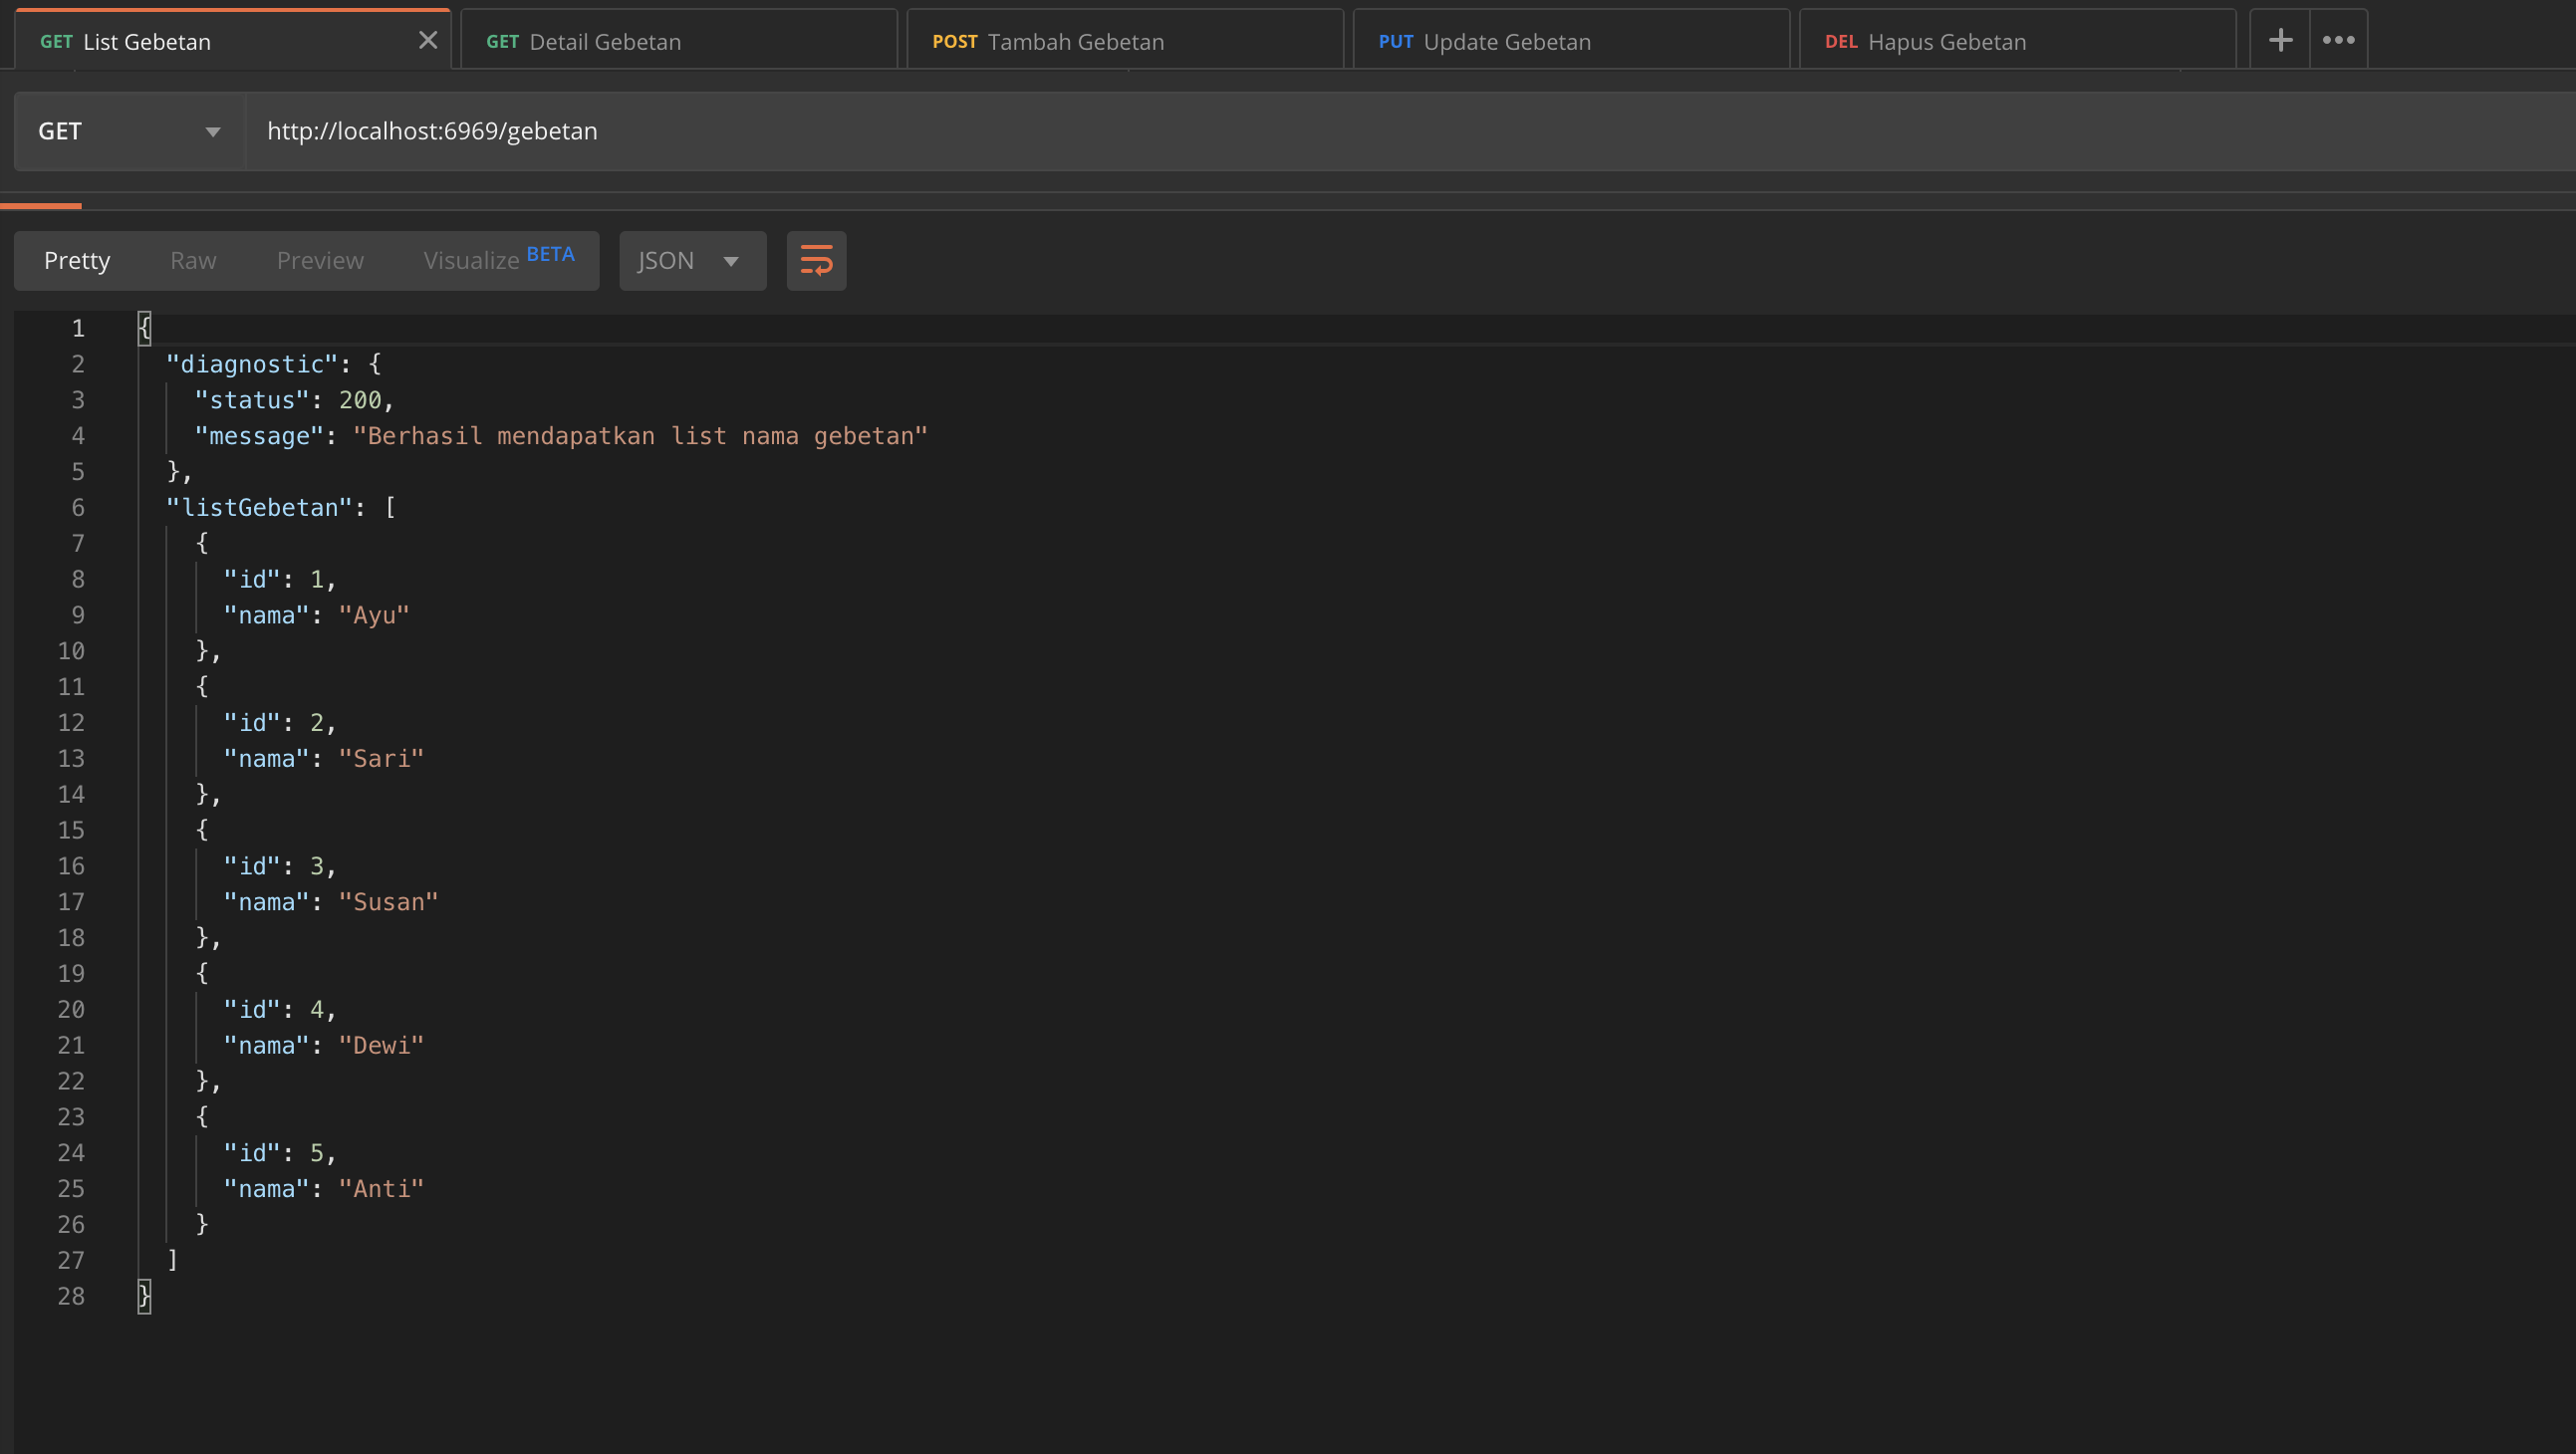 GET List Gebetan
GET Detail Gebetan
POST Tambah Gebetan
PUT Update Gebetan
DEL Hapus Gebetan
GET http://localhost:6969/gebetan
Pretty Raw Preview Visualize BETA JSON
1 {
2 "diagnostic": {
3 "status": 200,
4 "message": "Berhasil mendapatkan list nama gebetan"
5 },
6 "listGebetan": [
7 {
8 "id": 1,
9 "nama": "Ayu"
10 },
11 {
12 "id": 2,
13 "nama": "Sari"
14 },
15 {
16 "id": 3,
17 "nama": "Susan"
18 },
19 {
20 "id": 4,
21 "nama": "Dewi"
22 },
23 {
24 "id": 5,
25 "nama": "Anti"
26 }
27 ]
28 }